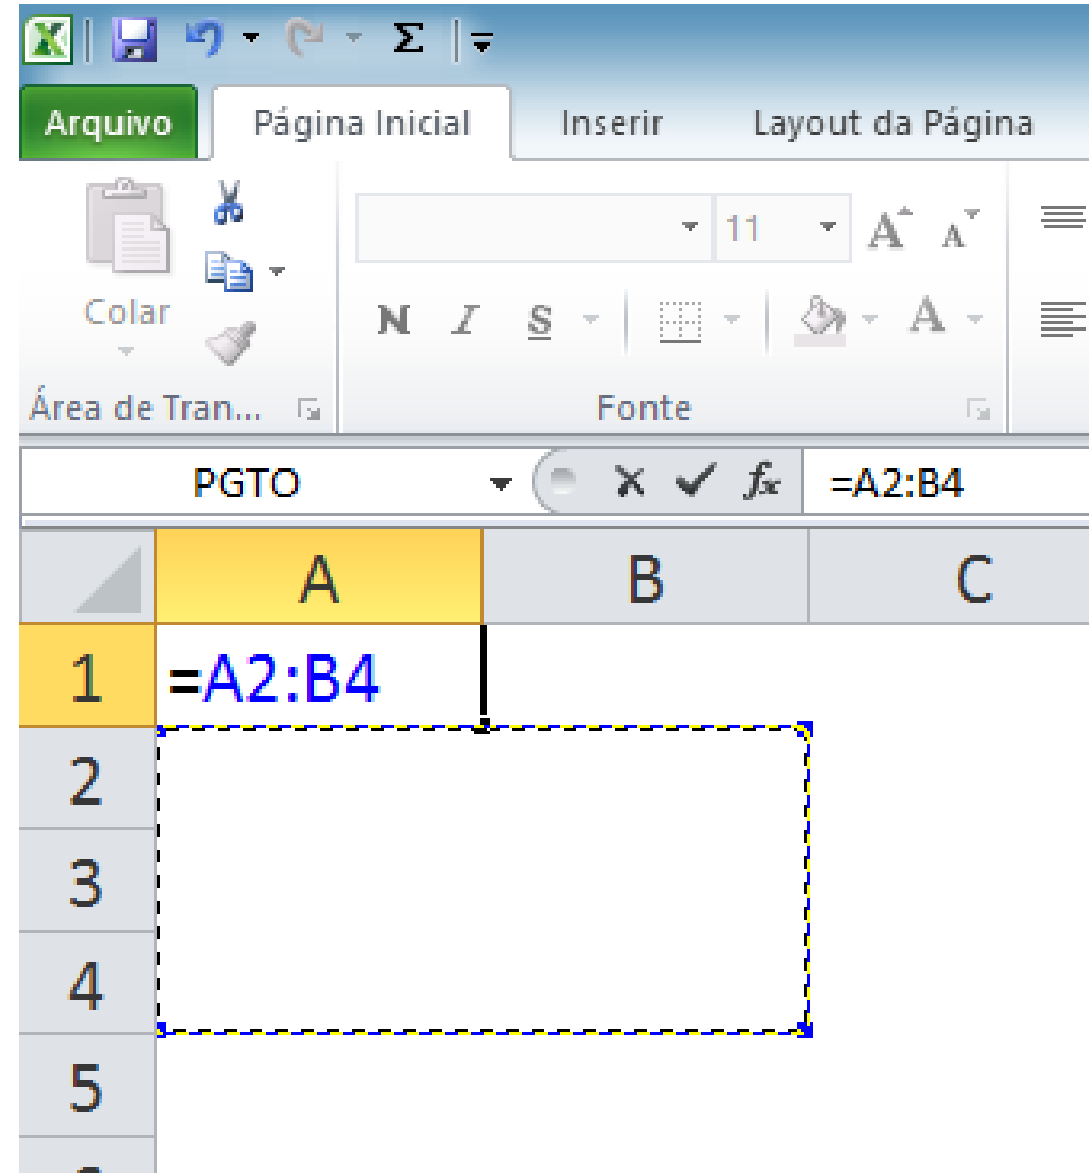 Σ
Arquivo Página Inicial Inserir Layout da Página
11 A A
Colar
N I S A
Área de Tran... Fonte
PGTO fx =A2:B4
A B C
1 =A2:B4
2
3
4
5